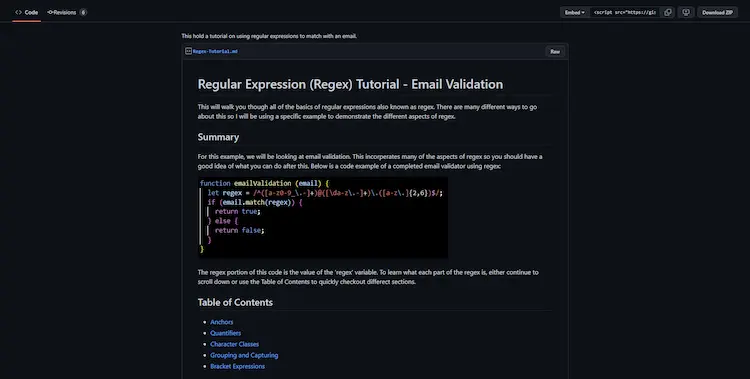 Code Revisions 6 Embed <script src="https://gi: Download ZIP
This hold a tutorial on using regular expressions to match with an email.
Regex-Tutorial.md Raw
Regular Expression (Regex) Tutorial - Email Validation
This will walk you though all of the basics of regular expressions also known as regex. There are many different ways to go
about this so I will be using a specific example to demonstrate the different aspects of regex.
Summary
For this example, we will be looking at email validation. This incorperates many of the aspects of regex so you should have a
good idea of what you can do after this. Below is a code example of a completed email validator using regex:
function emailValidation (email) {
let regex = /^([a-z0-9_\.-]+)@([\da-z\.-]+)\.([a-z\.]{2,6})$/;
if (email.match(regex)) {
return true;
} else {
return false;
}
}
The regex portion of this code is the value of the 'regex' variable. To learn what each part of the regex is, either continue to
scroll down or use the Table of Contents to quickly checkout differect sections.
Table of Contents
Anchors
Quantifiers
Character Classes
Grouping and Capturing
Bracket Expressions